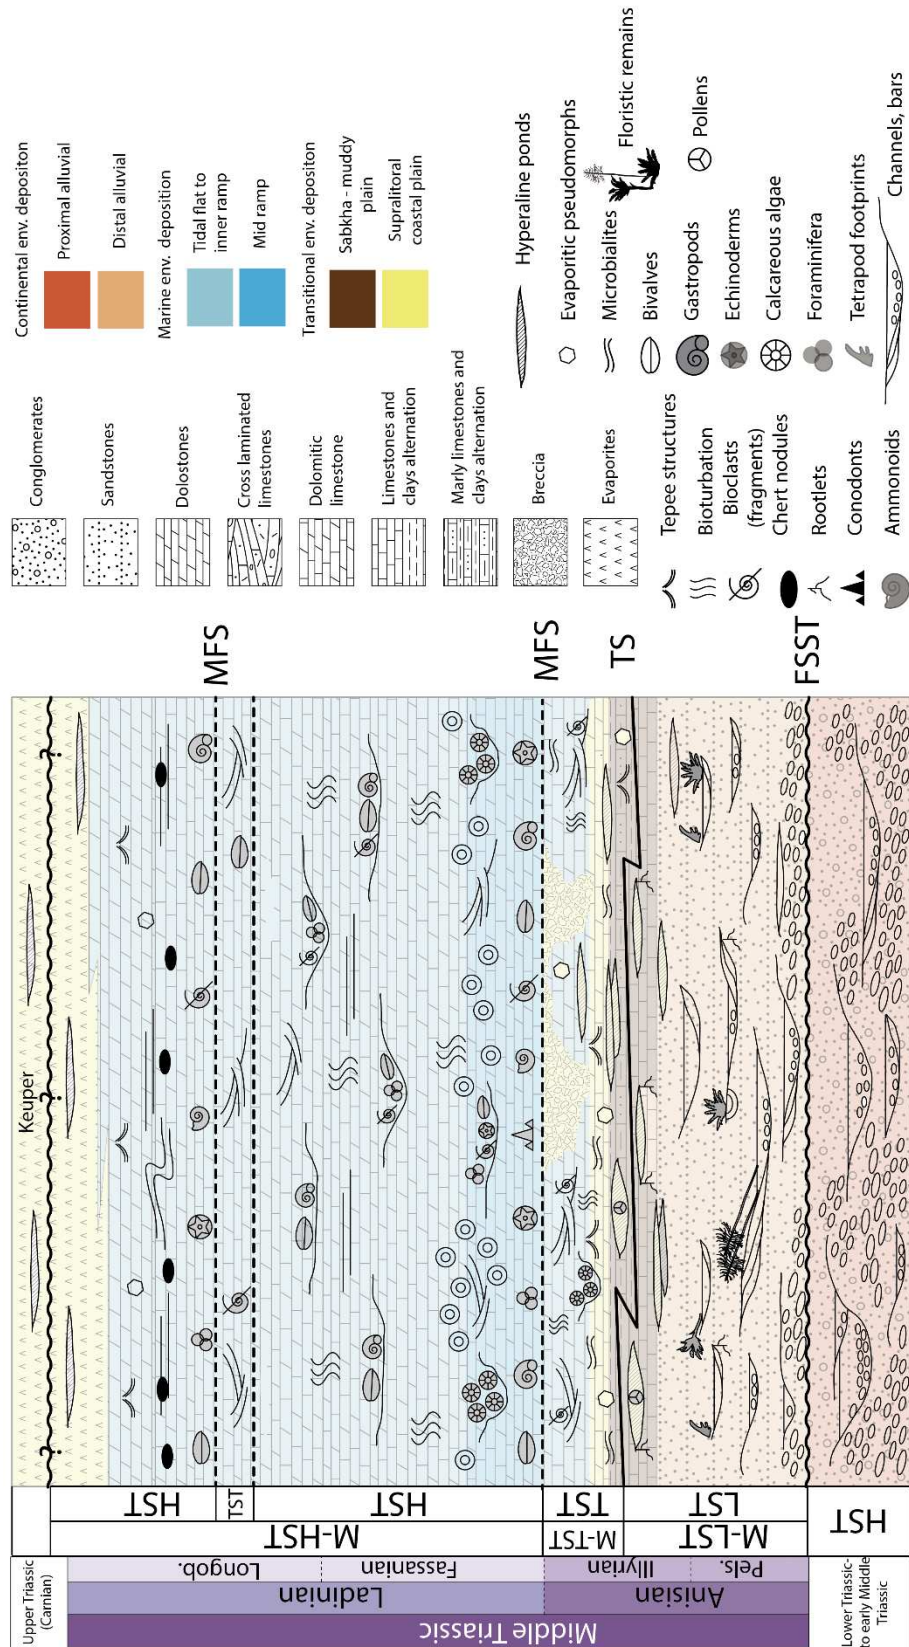 Continental env. depositon
Proximal alluvial
Distal alluvial
Marine env. deposition
Tidal flat to
inner ramp
Mid ramp
Transitional env. depositon
Sabkha - muddy
plain
Supralitoral
coastal plain
Conglomerates
Sandstones
Dolostones
Cross laminated
limestones
Dolomitic
limestone
Limestones and
clays alternation
Marly limestones and
clays alternation
Breccia
Evaporites
Hyperaline ponds
Evaporitic pseudomorphs
Microbialites
Bivalves
Gastropods
Echinoderms
Calcareous algae
Foraminifera
Tetrapod footprints
Channels, bars
Floristic remains
Pollens
Tepee structures
Bioturbation
Bioclasts
(fragments)
Chert nodules
Rootlets
Conodonts
Ammonoids
MFS
MFS
TS
FSST
Keuper
?
?
?
HST
TST
HST
TST
LST
HST
M-HST
M-TST
M-LST
Upper Triassic
(Carnian)
Longob.
Fassanian
Illyrian
Pels.
Ladinian
Anisian
Middle Triassic
Lower Triassic-
to early Middle
Triassic